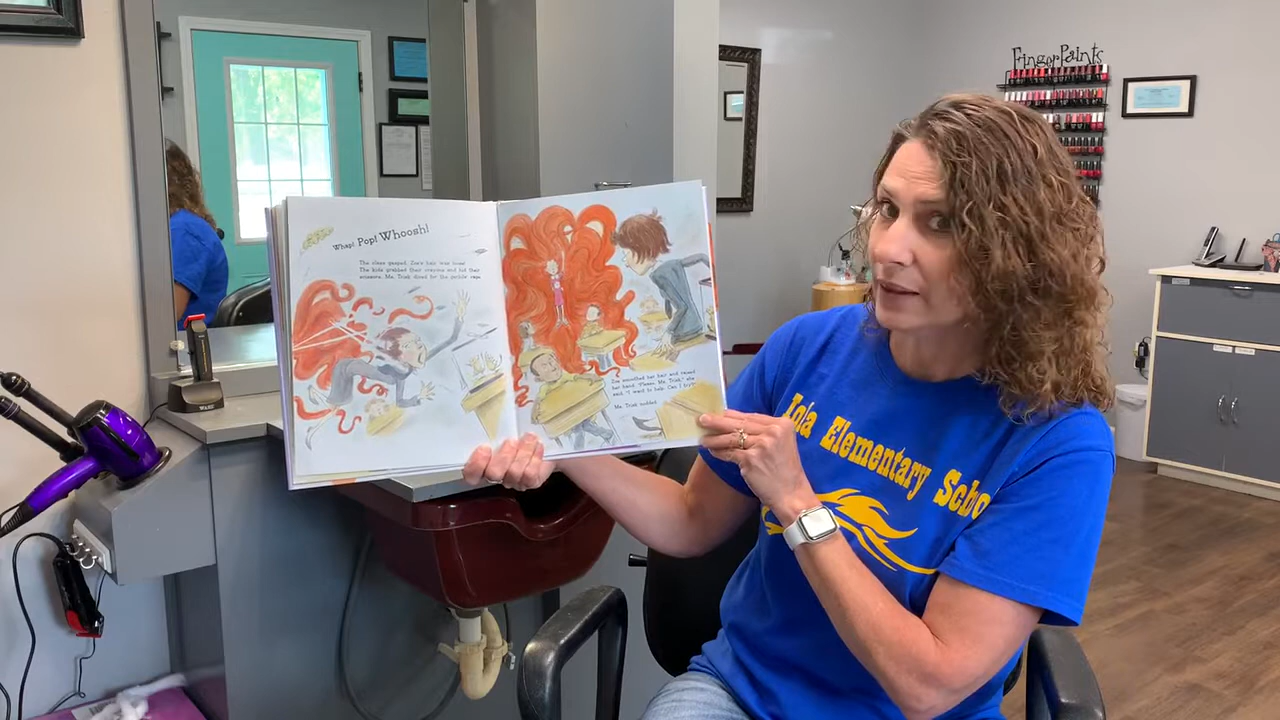 Whap! Pop! Whoosh!
The class gasped. Zoe's hair was loose!
The kids grabbed their crayons and hid their
scissors. Ms. Trisk dived for the
Zoe smoothed her hair and raised
her hand. "Please, Ms. Trisk," she
said. "I want to help. Can I try?"
Ms. Trisk nodded.
FingerPaints
Iola Elementary Scho
WAHL